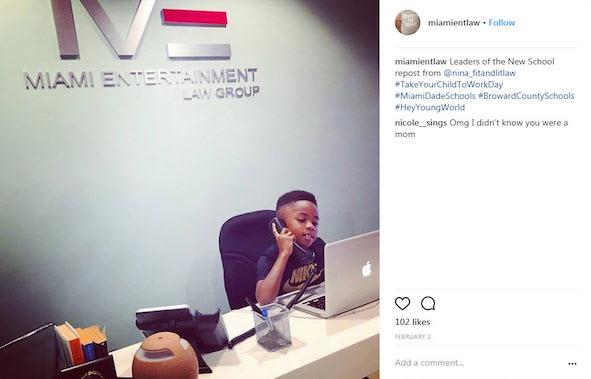 ME
MIAMI ENTERTAINMENT
LAW GROUP
NIKE
miamientlaw • Follow
miamientlaw Leaders of the New School
repost from @nina_fitandlitlaw
#TakeYourChildToWorkDay
#MiamiDadeSchools #BrowardCountySchools
#HeyYoungWorld
nicole__sings Omg I didn't know you were a
mom
102 likes
FEBRUARY 2
Add a comment...